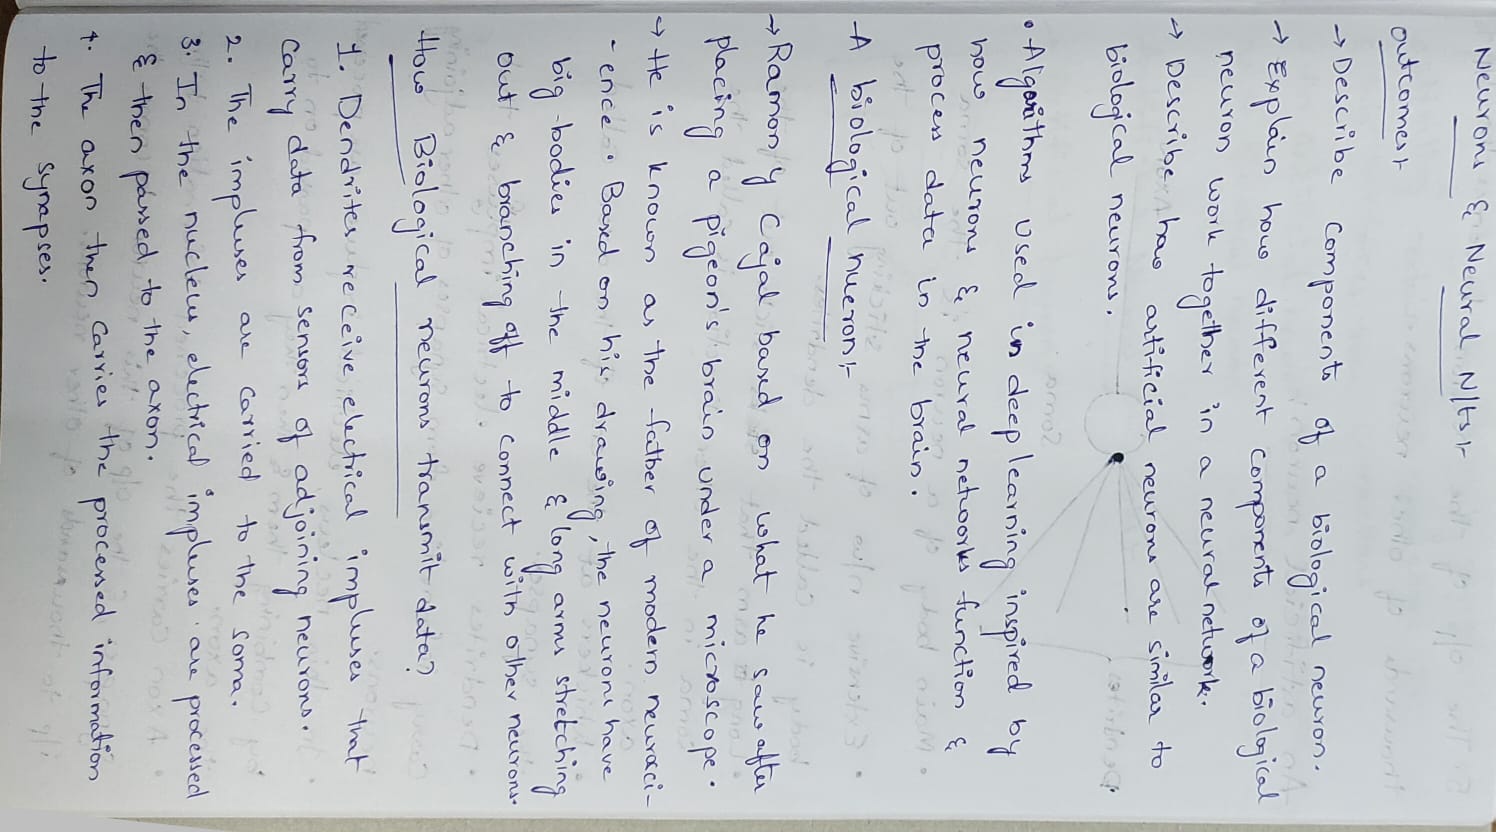 Neurons & Neural N/ts:-
outcomes:-
→ Describe components of a biological neuron.
→ Explain how different components of a biological
neuron work together in a neural network.
→ Describe how artificial neurons are similar to
biological neurons.
• Algorithms used in deep learning inspired by
how neurons & neural networks function &
process data in the brain.
A biological nueron:-
→ Ramon y Cajal based on what he saw after
placing a pigeon's brain under a microscope.
→ He is known as the father of modern neurosci-
-ence. Based on his drawing, the neurons have
big bodies in the middle & long arms stretching
out & branching off to connect with other neurons.
How Biological neurons transmit data?
1. Dendrites receive electrical impluses that
carry data from sensors of adjoining neurons.
2. The impluses are carried to the soma.
3. In the nucleus, electrical impluses are processed
& then passed to the axon.
4. The axon then carries the processed information
to the synapses.